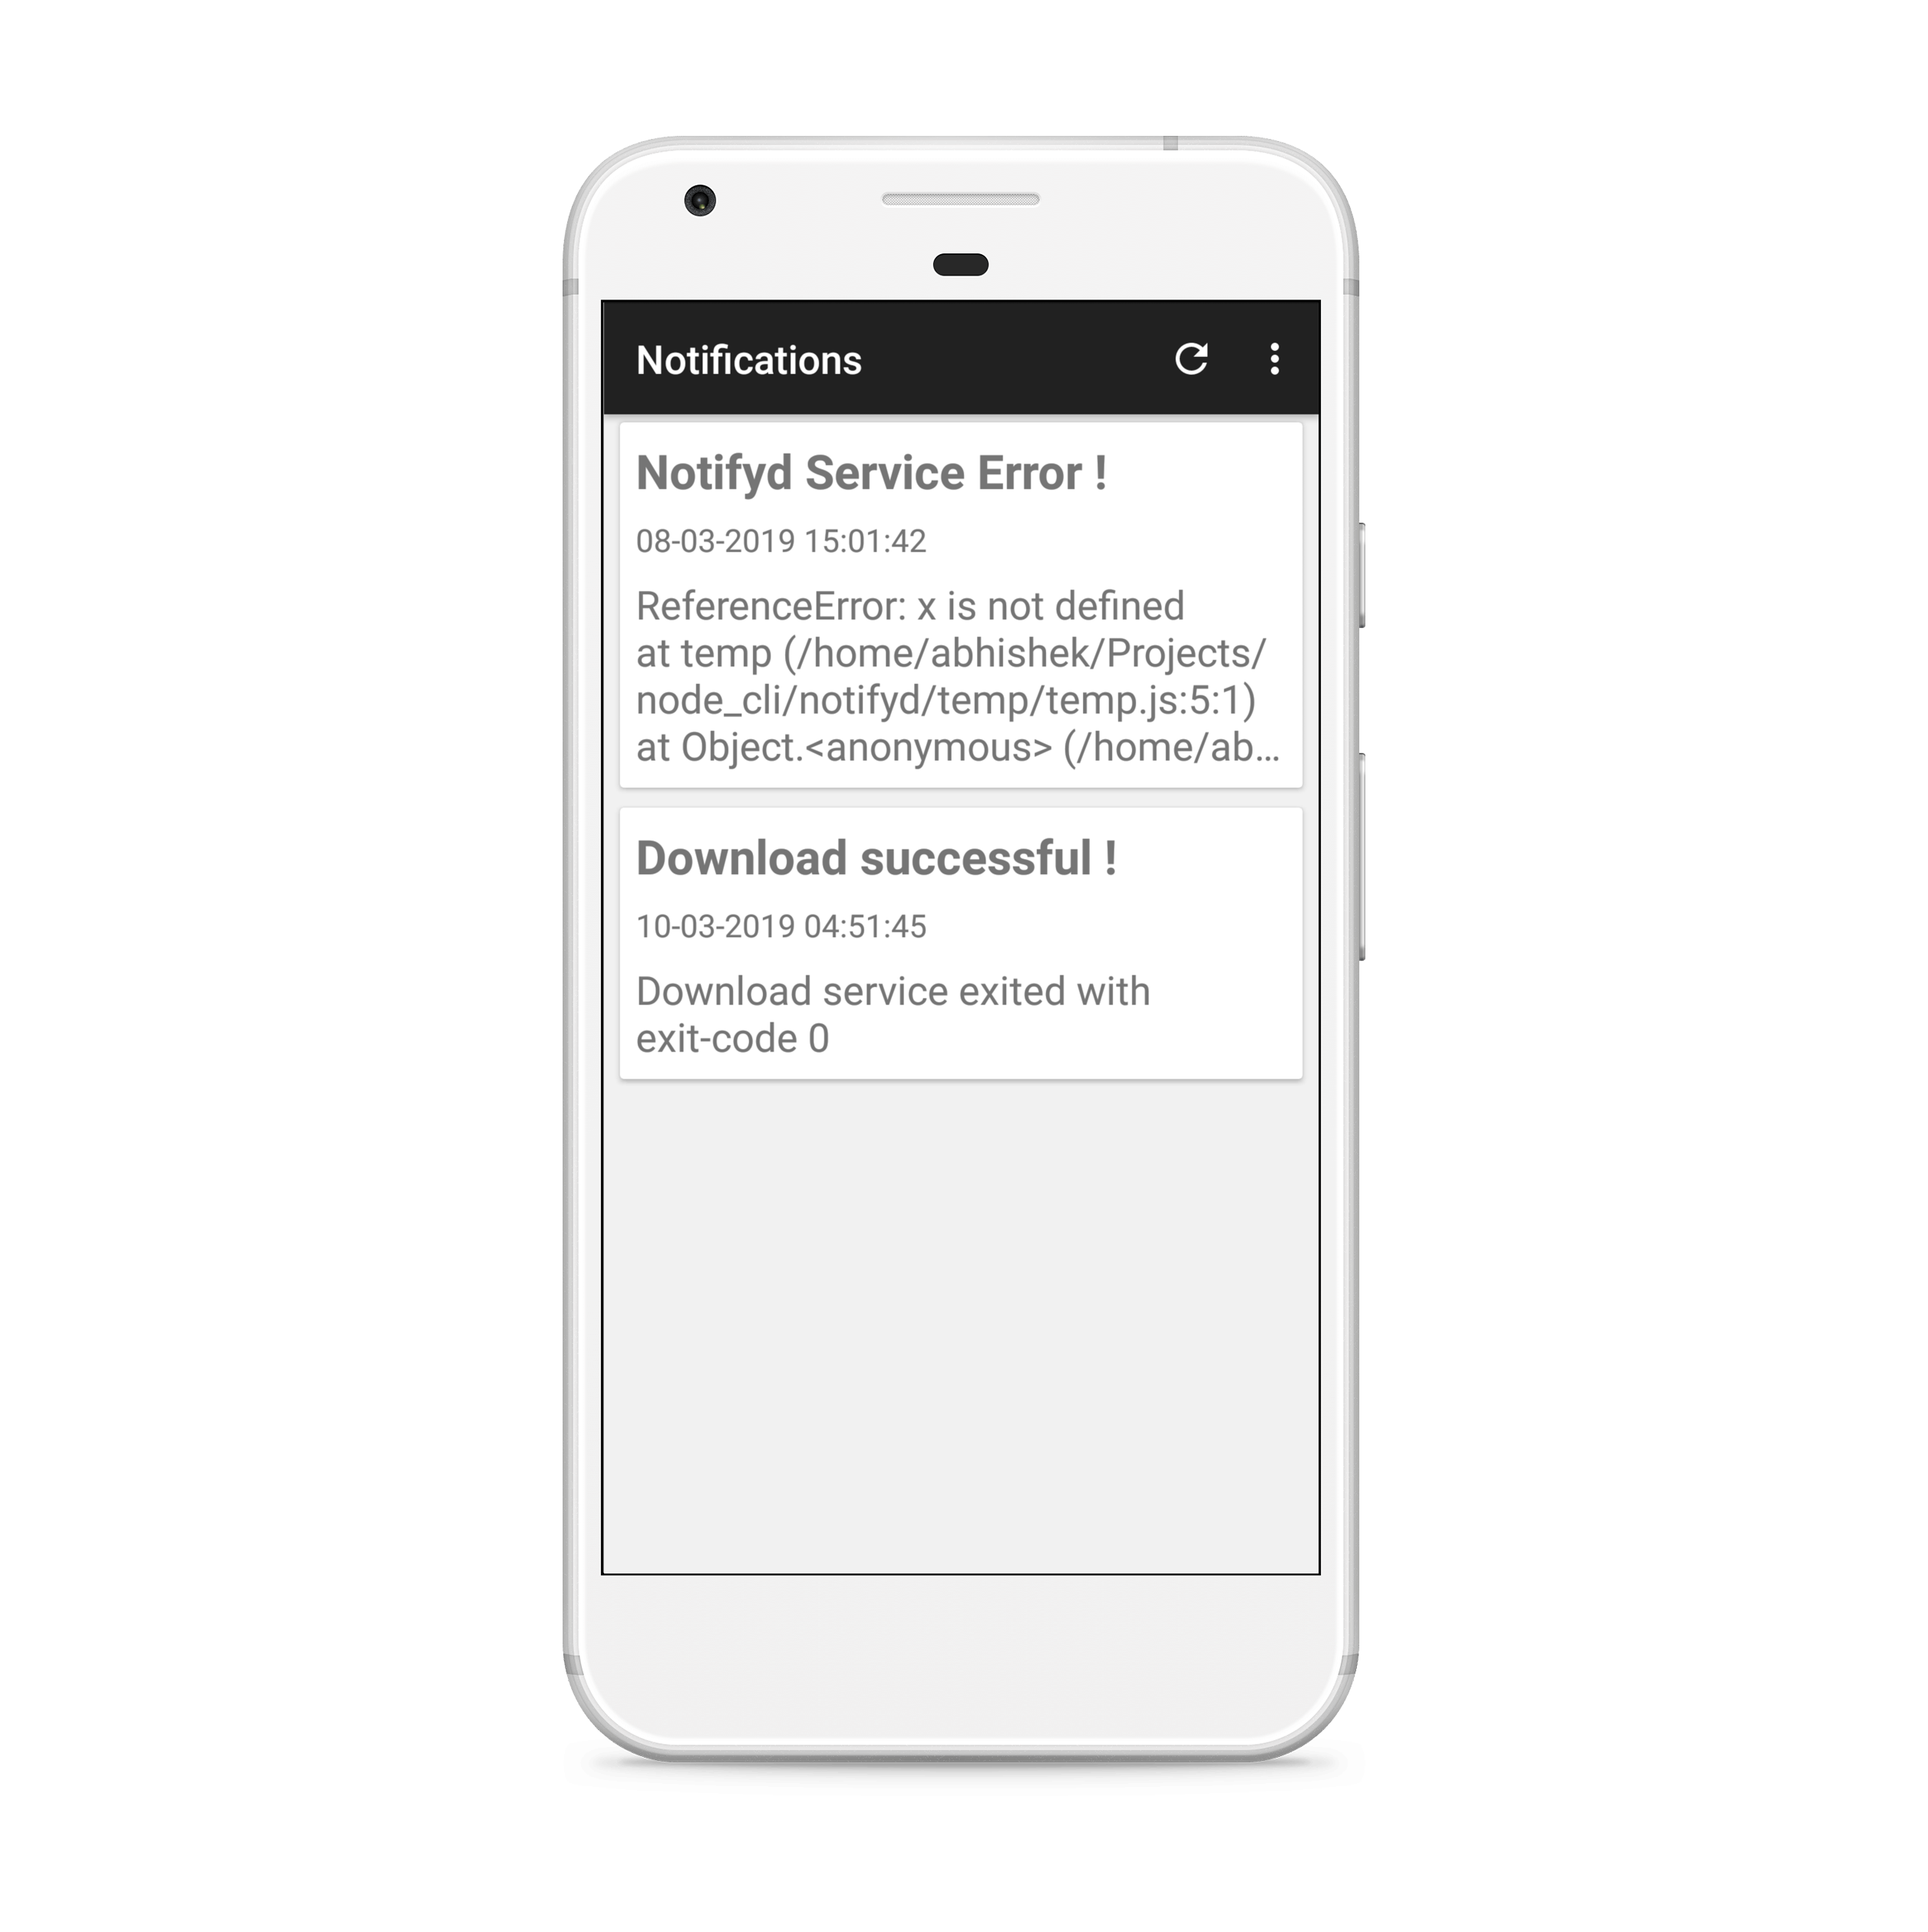 Notifications
Notifyd Service Error !
08-03-2019 15:01:42
ReferenceError: x is not defined
at temp (/home/abhishek/Projects/
node_cli/notifyd/temp/temp.js:5:1)
at Object.<anonymous> (/home/ab...
Download successful !
10-03-2019 04:51:45
Download service exited with
exit-code 0